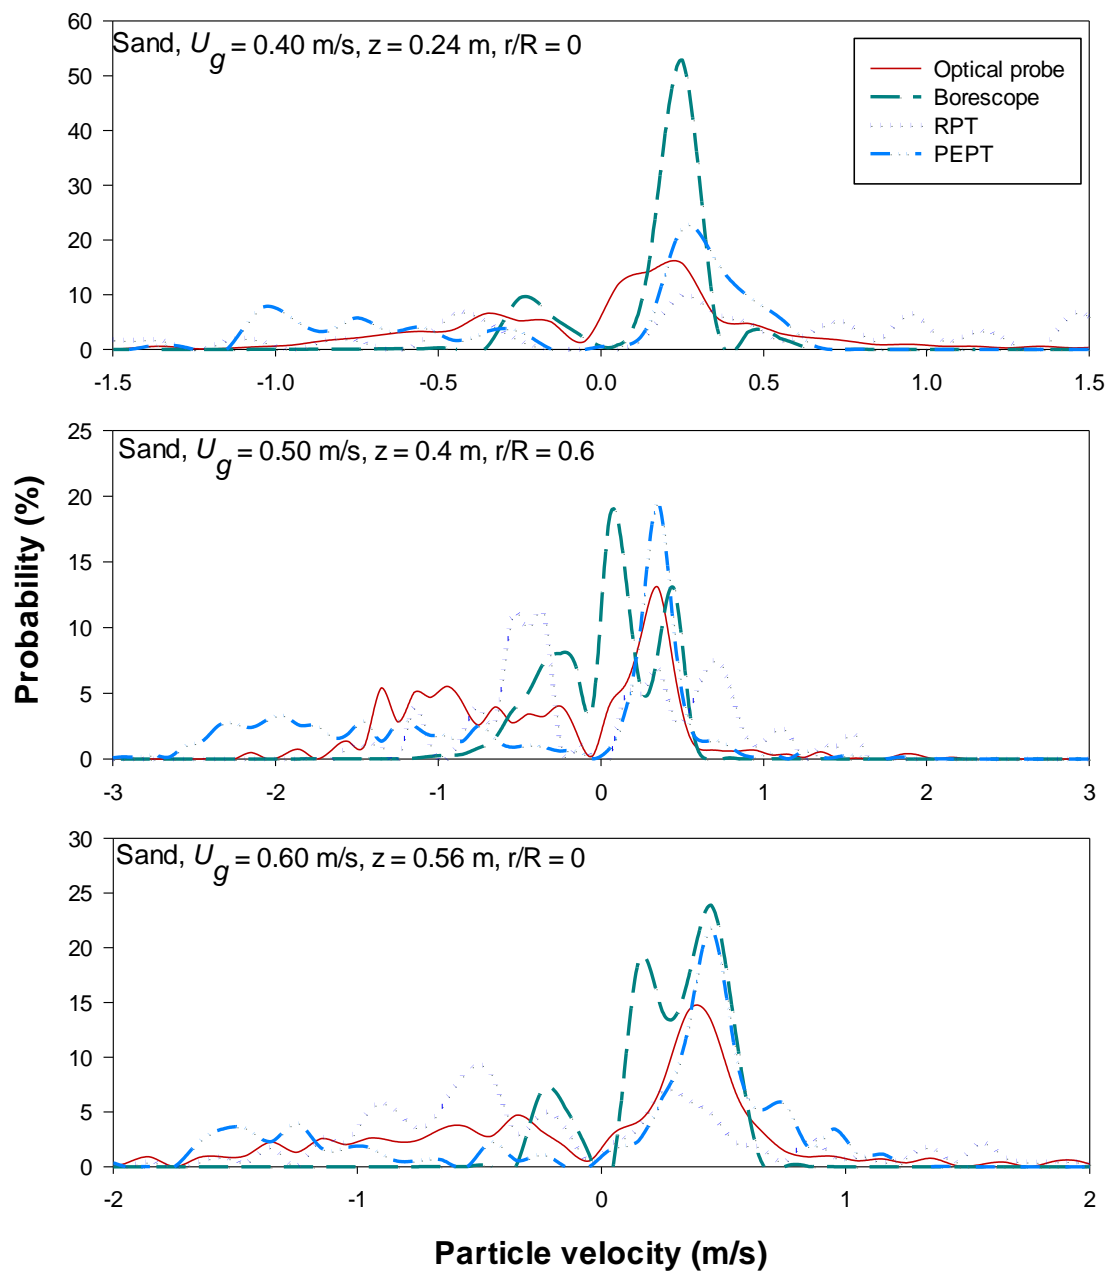 60
Sand, U_g = 0.40 m/s, z = 0.24 m, r/R = 0
50
40
30
20
10
0
Optical probe
Borescope
RPT
PEPT
-1.5 -1.0 -0.5 0.0 0.5 1.0 1.5
Probability (%)
25
Sand, U_g = 0.50 m/s, z = 0.4 m, r/R = 0.6
20
15
10
5
0
-3 -2 -1 0 1 2 3
30
Sand, U_g = 0.60 m/s, z = 0.56 m, r/R = 0
25
20
15
10
5
0
-2 -1 0 1 2
Particle velocity (m/s)